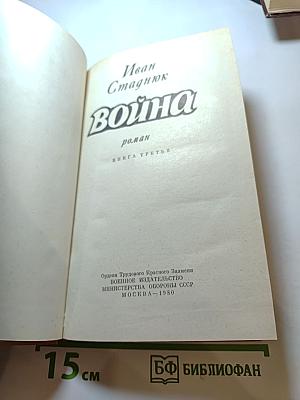 Иван
Стаднюк
Война
роман
КНИГА ТРЕТЬЯ
Ордена Трудового Красного Знамени
ВОЕННОЕ ИЗДАТЕЛЬСТВО
МИНИСТЕРСТВА ОБОРОНЫ СССР
МОСКВА—1980
15 см
БФ БИБЛИОФАН